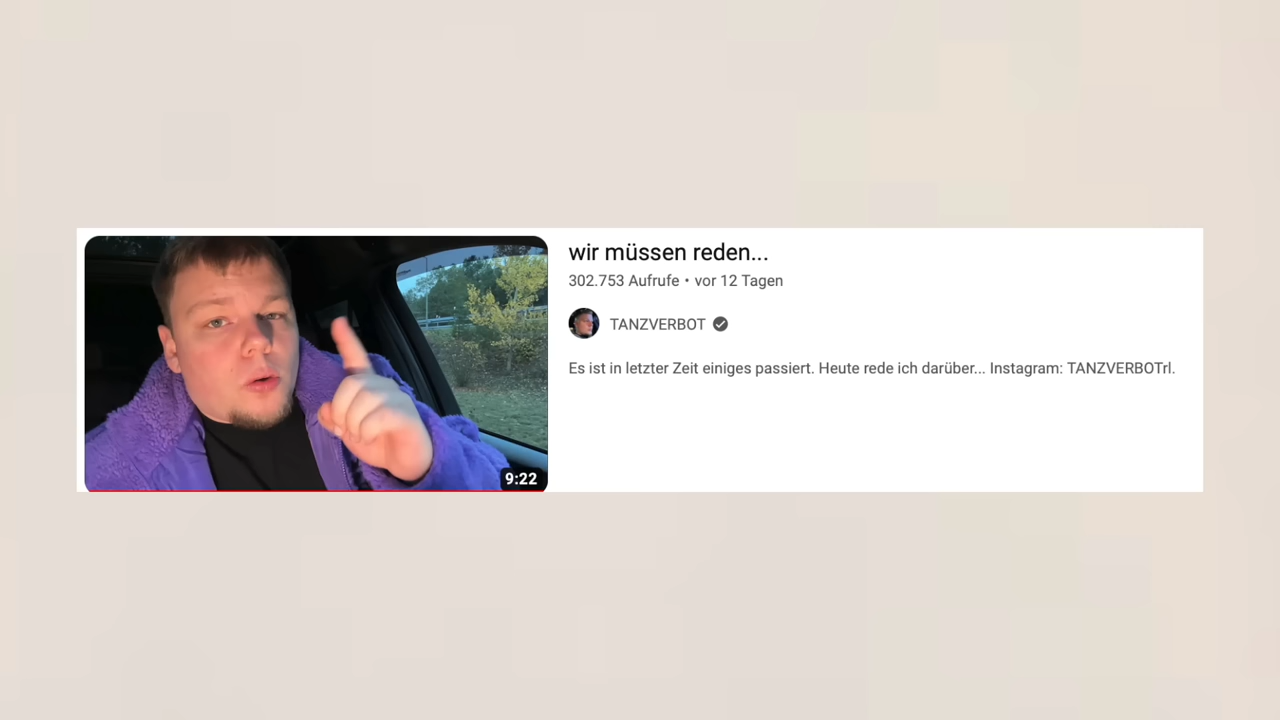 wir müssen reden...
302.753 Aufrufe • vor 12 Tagen
TANZVERBOT
Es ist in letzter Zeit einiges passiert. Heute rede ich darüber... Instagram: TANZVERBOTrl.
9:22